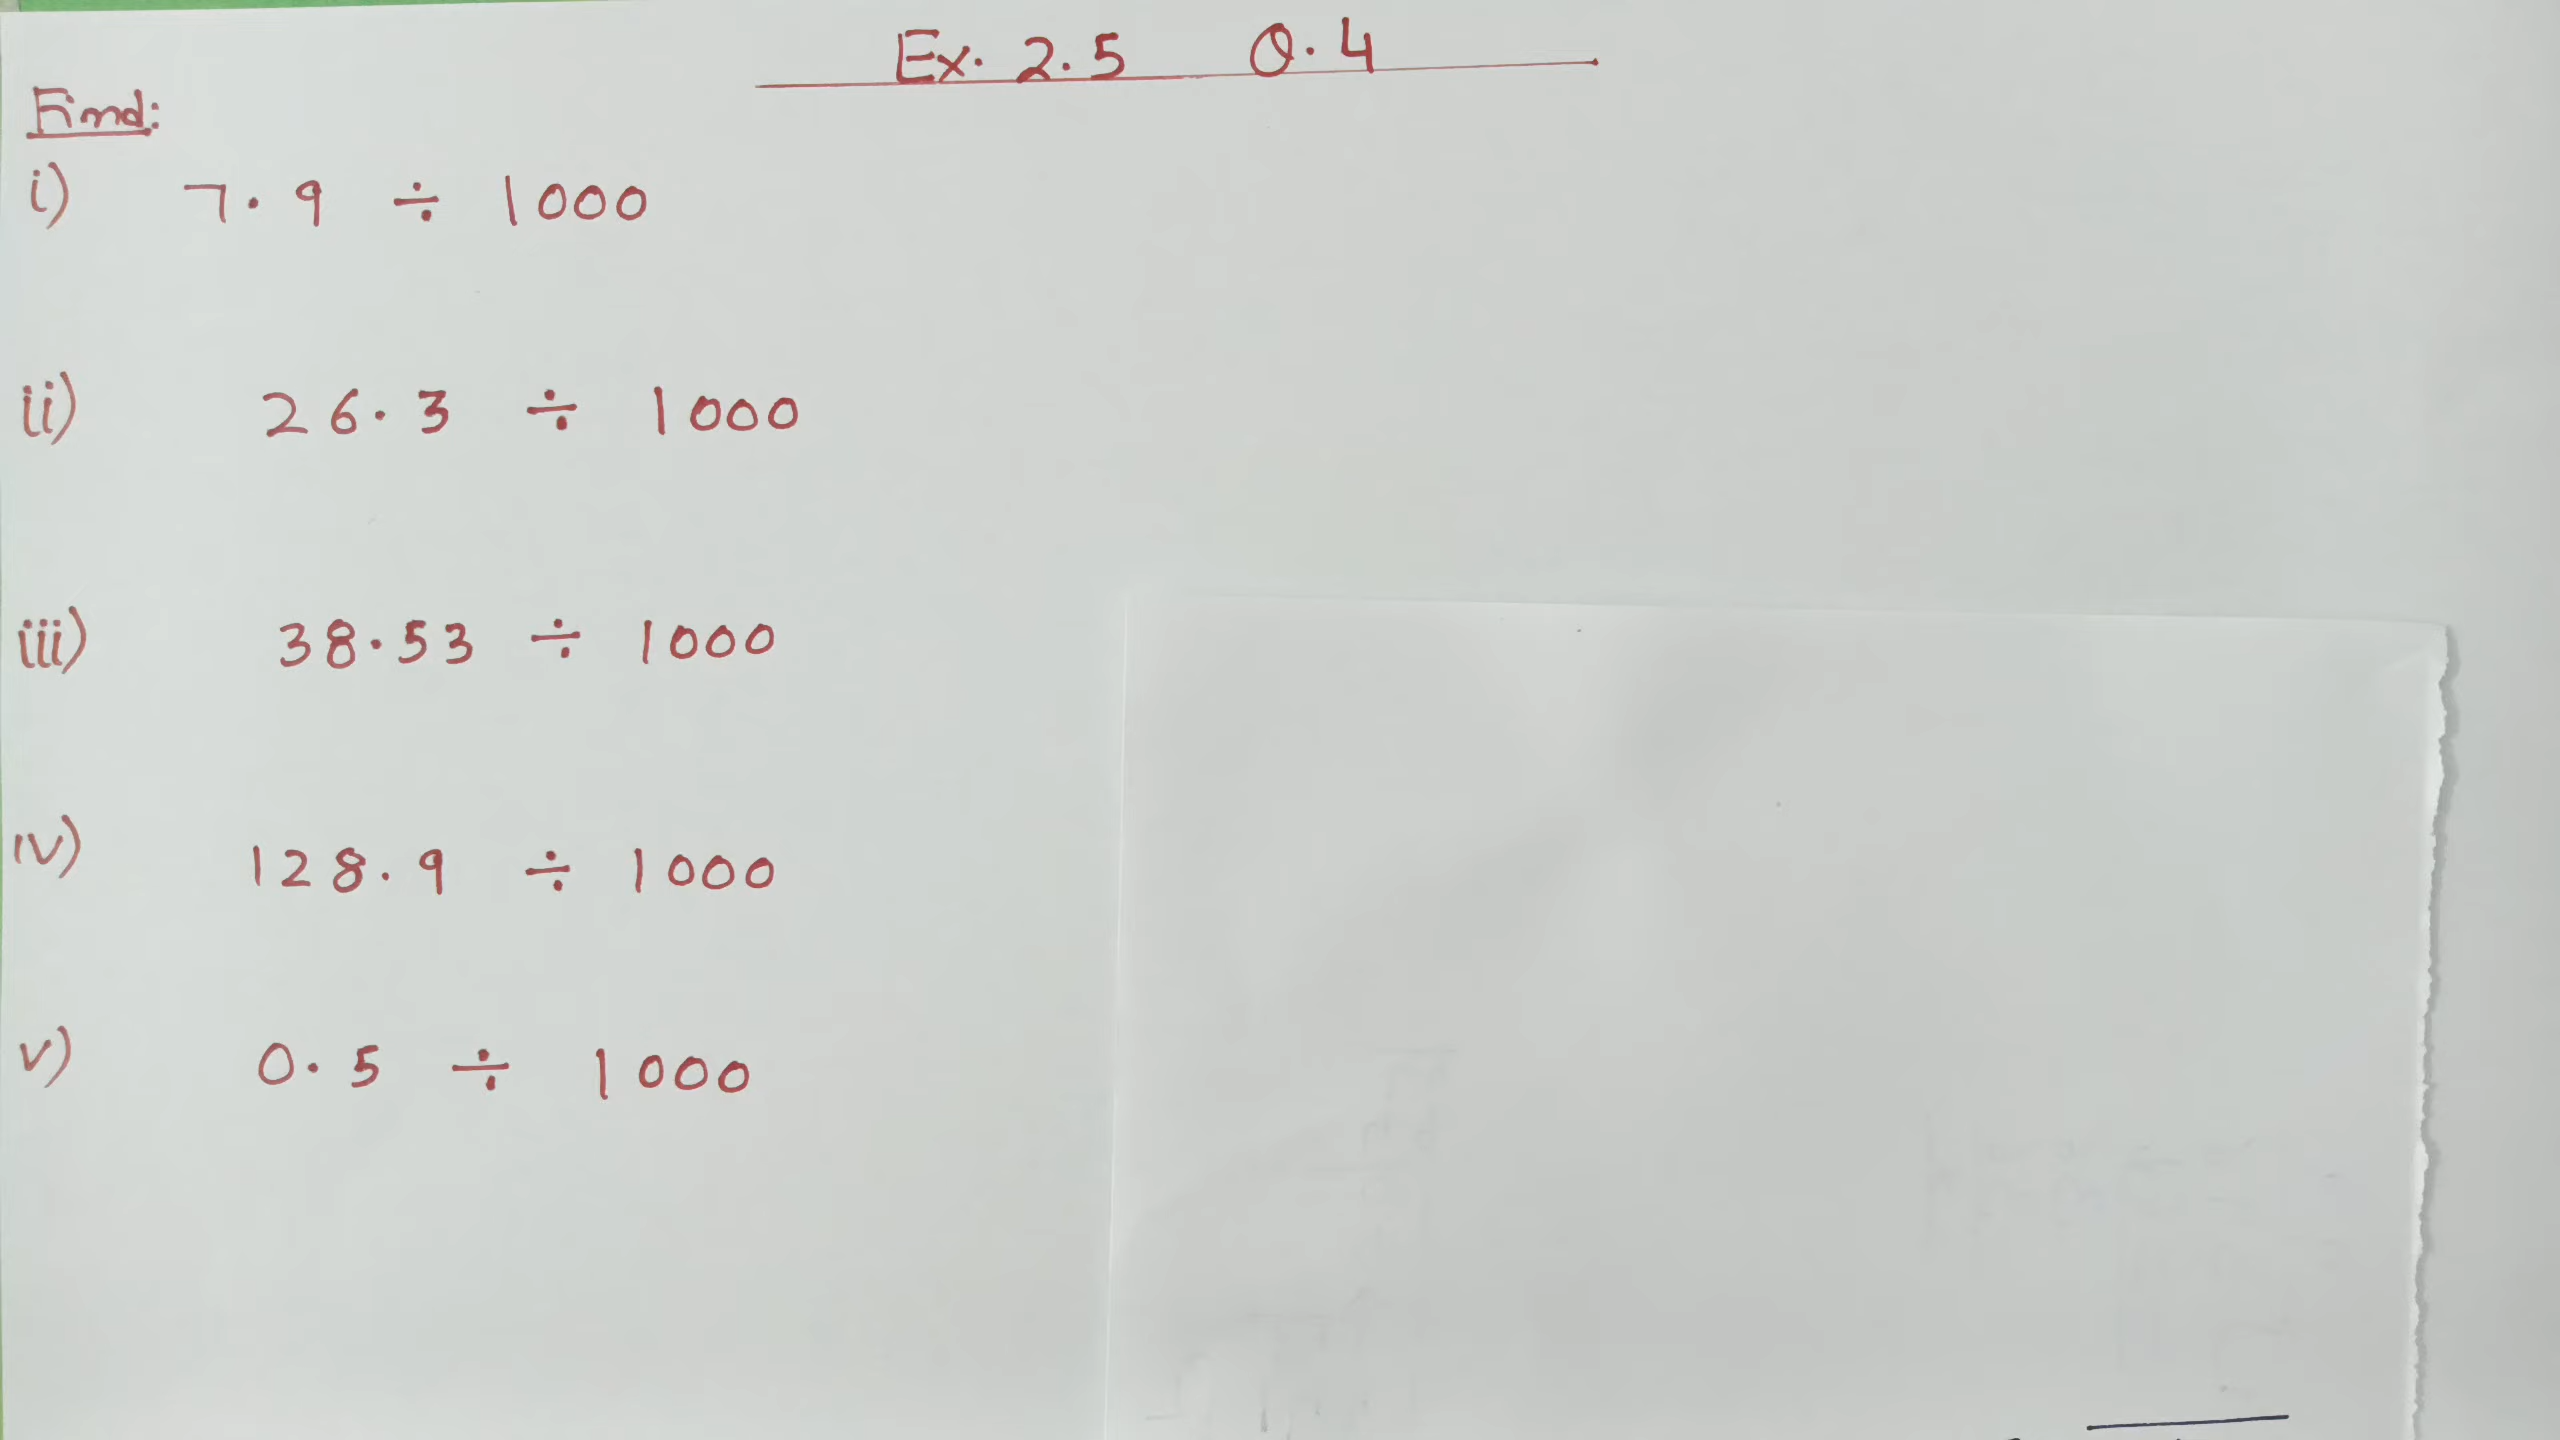 Ex. 2.5 Q.4
Find:
i) 7.9 ÷ 1000
ii) 26.3 ÷ 1000
iii) 38.53 ÷ 1000
iv) 128.9 ÷ 1000
v) 0.5 ÷ 1000